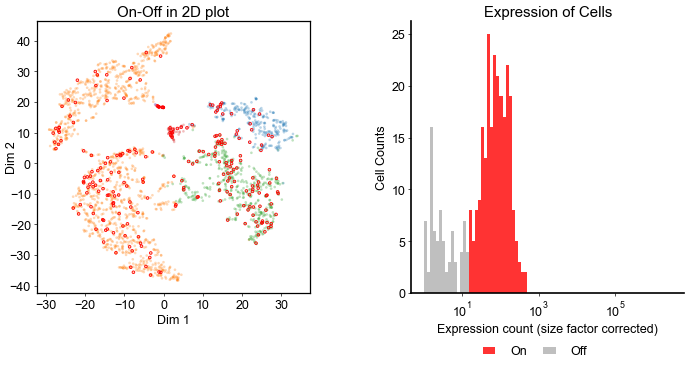 On-Off in 2D plot
40
30
20
10
0
−10
−20
−30
−40
Dim 2
−30 −20 −10 0 10 20 30
Dim 1
Expression of Cells
25
20
15
10
5
0
Cell Counts
10^1 10^3 10^5
Expression count (size factor corrected)
On Off